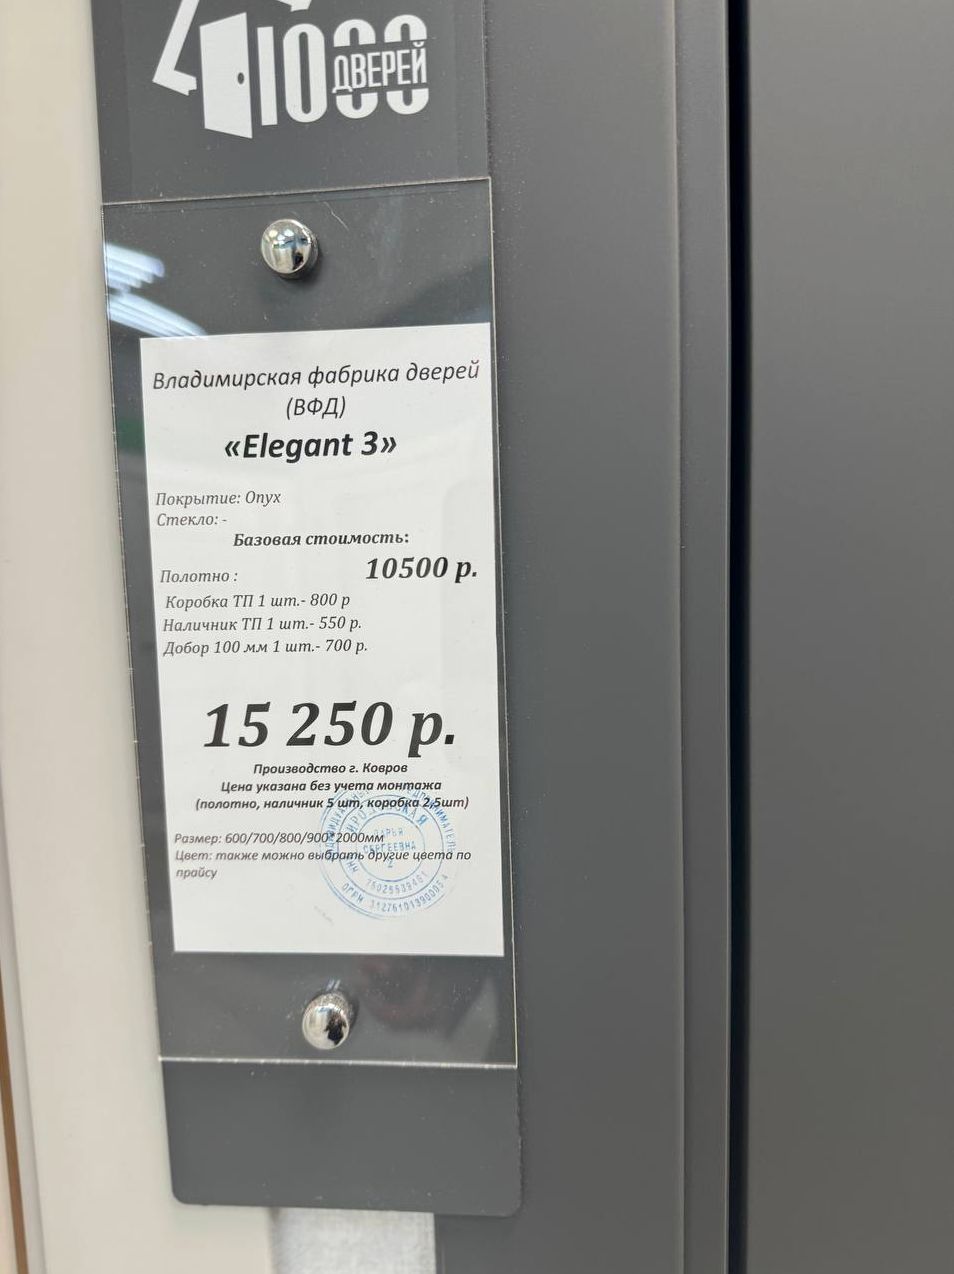 1000
ДВЕРЕЙ
Владимирская фабрика дверей
(ВФД)
«Elegant 3»
Покрытие: Onyx
Стекло: -
Базовая стоимость:
Полотно : 10500 р.
Коробка ТП 1 шт.- 800 р
Наличник ТП 1 шт.- 550 р.
Добор 100 мм 1 шт.- 700 р.
15 250 р.
Производство г. Ковров
Цена указана без учета монтажа
(полотно, наличник 5 шт, коробка 2,5шт)
Размер: 600/700/800/900*2000мм
Цвет: также можно выбрать другие цвета по
прайсу
ДАРЬЯ
СЕРГЕЕВНА